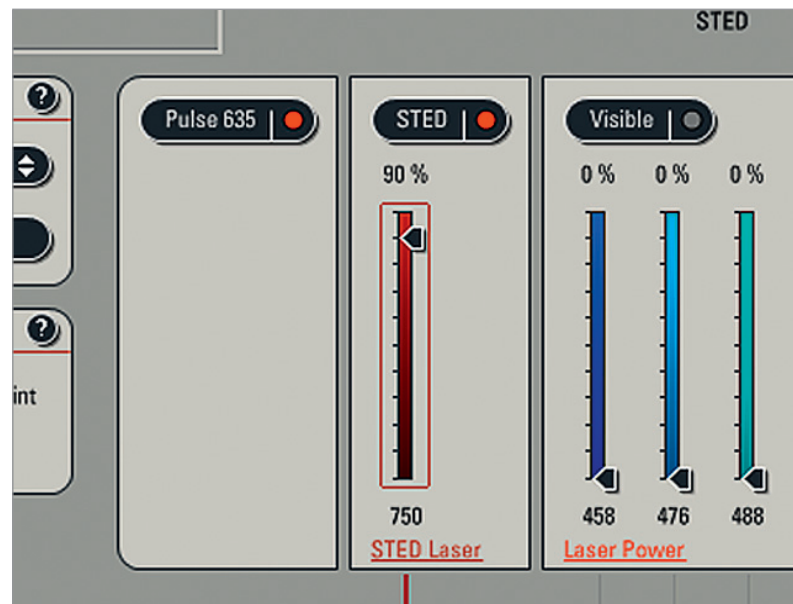 STED
?
Pulse 635
STED
Visible
90 %
0 %
0 %
0 %
?
int
750
458
476
488
STED Laser
Laser Power